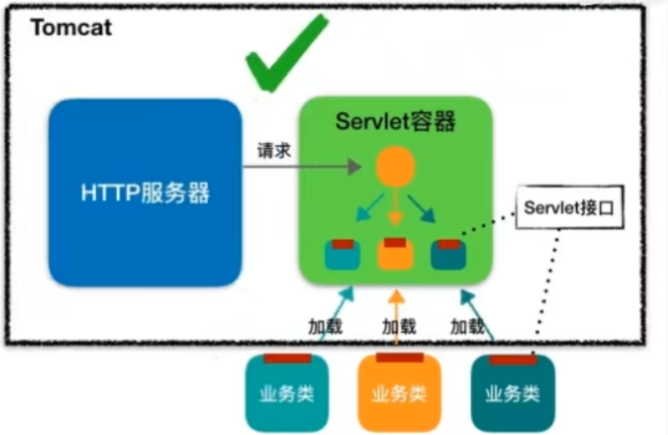 Tomcat
Servlet容器
请求
HTTP服务器
Servlet接口
加载 加载 加载
业务类 业务类 业务类